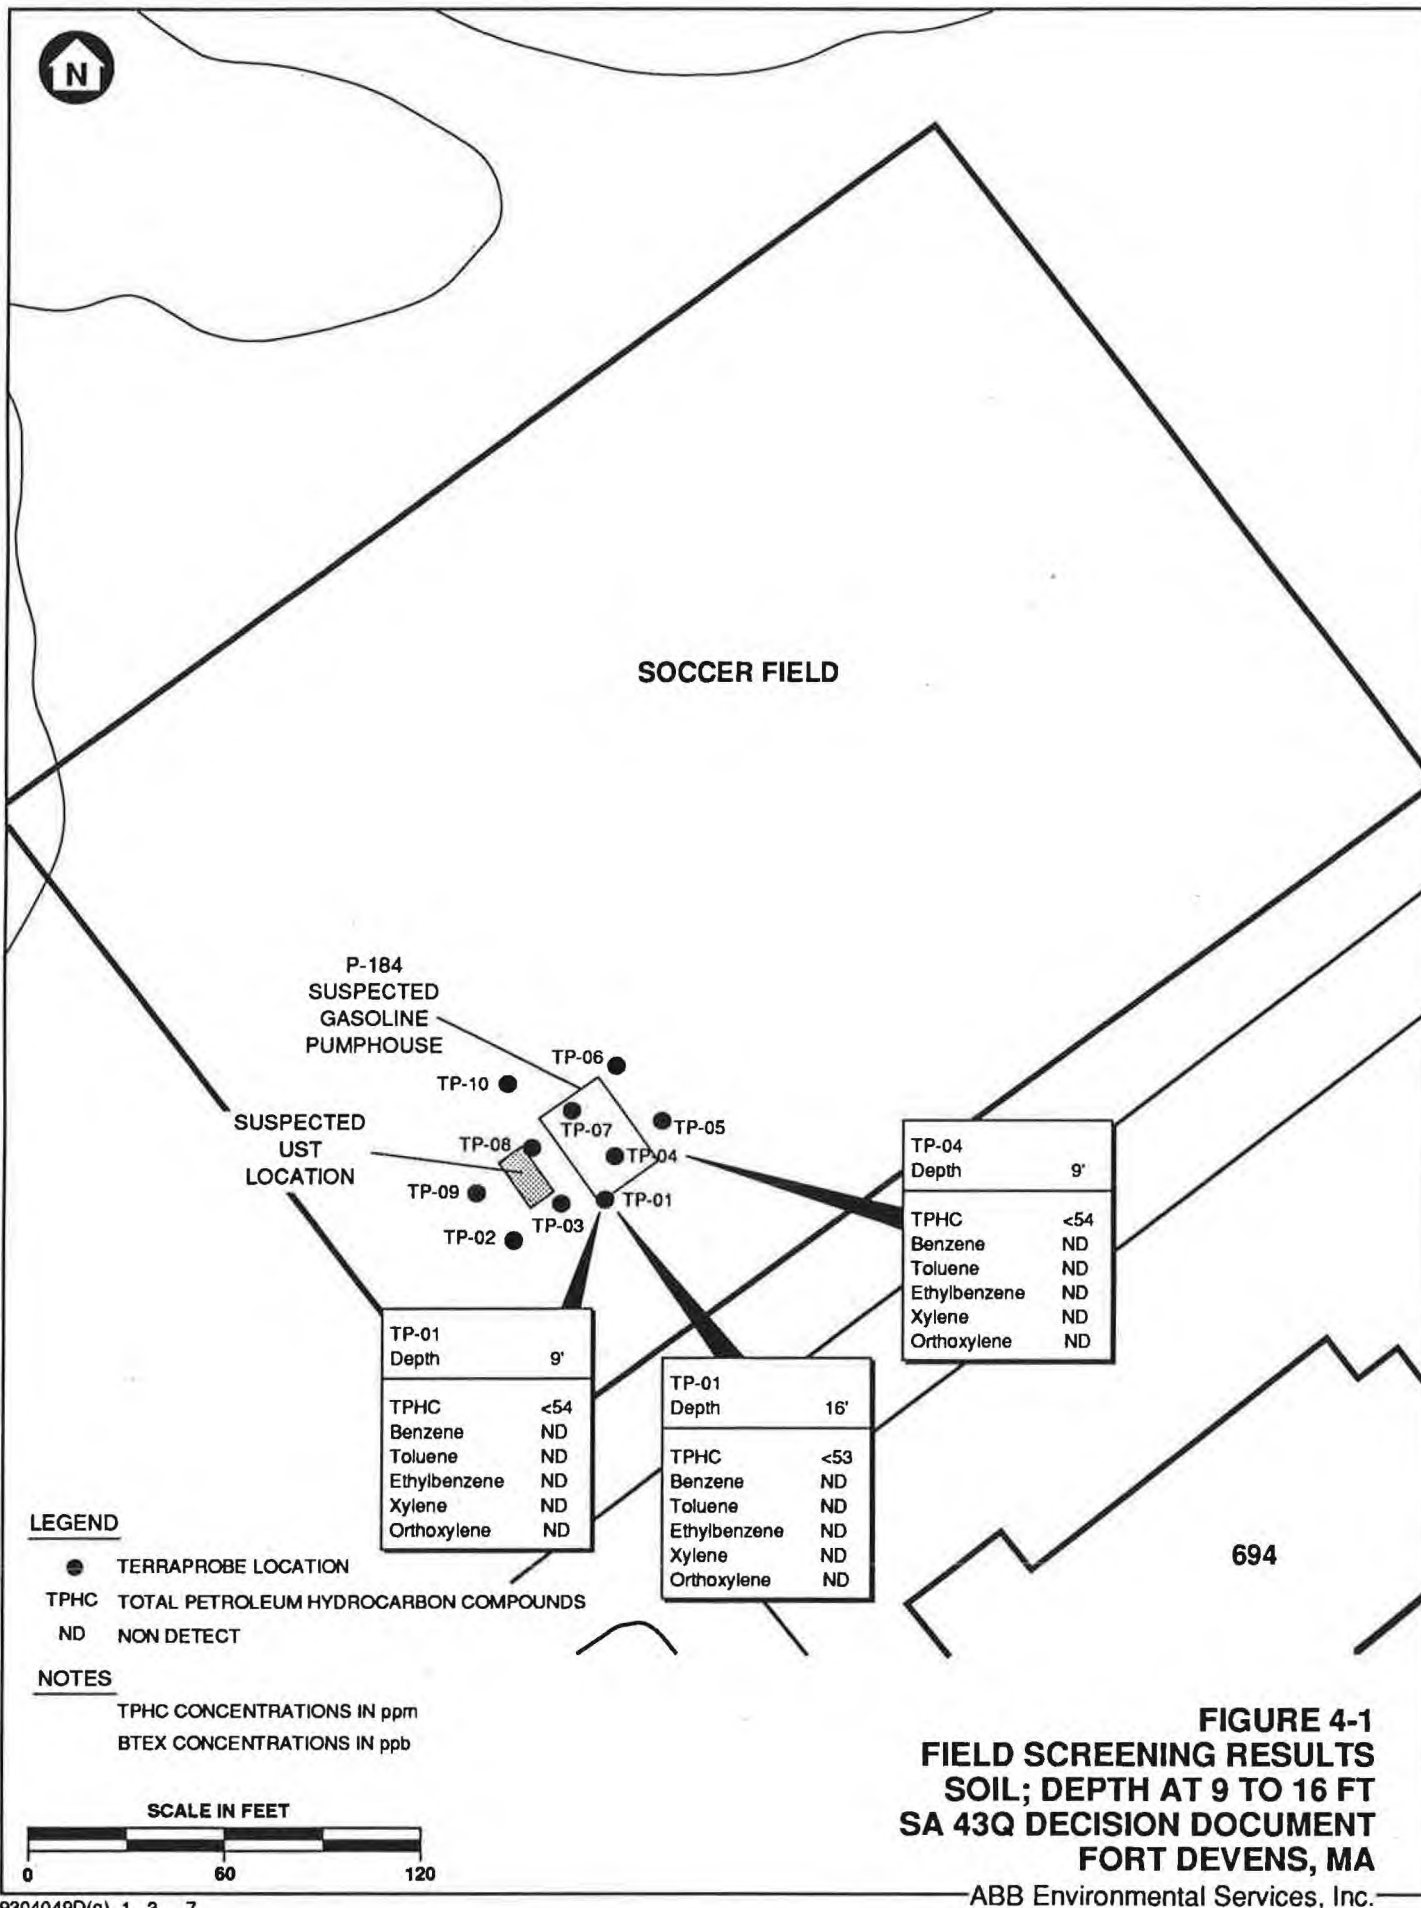 N
SOCCER FIELD
P-184
SUSPECTED
GASOLINE
PUMPHOUSE
TP-06
TP-10
TP-07
TP-05
SUSPECTED
UST
LOCATION
TP-08
TP-04
TP-09
TP-01
TP-03
TP-02
TP-04
Depth 9'
TPHC <54
Benzene ND
Toluene ND
Ethylbenzene ND
Xylene ND
Orthoxylene ND
TP-01
Depth 9'
TPHC <54
Benzene ND
Toluene ND
Ethylbenzene ND
Xylene ND
Orthoxylene ND
TP-01
Depth 16'
TPHC <53
Benzene ND
Toluene ND
Ethylbenzene ND
Xylene ND
Orthoxylene ND
694
LEGEND
TERRAPROBE LOCATION
TPHC TOTAL PETROLEUM HYDROCARBON COMPOUNDS
ND NON DETECT
NOTES
TPHC CONCENTRATIONS IN ppm
BTEX CONCENTRATIONS IN ppb
SCALE IN FEET
0 60 120
FIGURE 4-1
FIELD SCREENING RESULTS
SOIL; DEPTH AT 9 TO 16 FT
SA 43Q DECISION DOCUMENT
FORT DEVENS, MA
ABB Environmental Services, Inc.